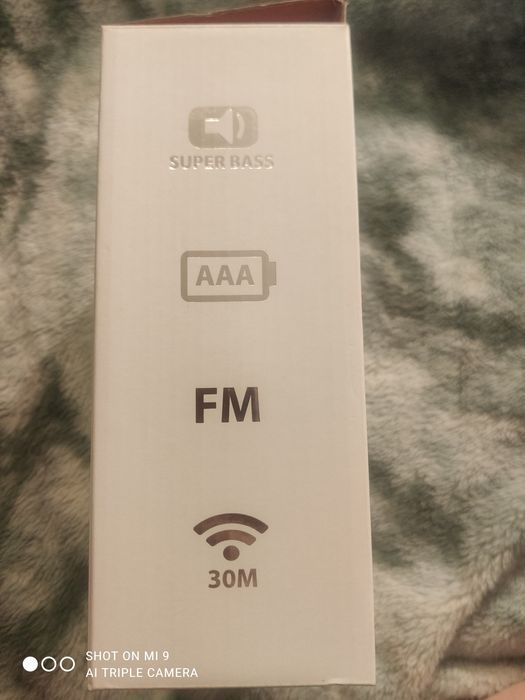 SUPER BASS
AAA
FM
30M
SHOT ON MI 9
AI TRIPLE CAMERA